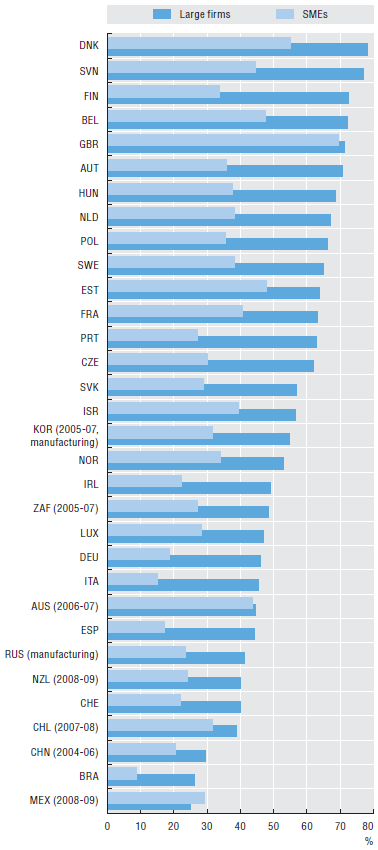 Large firms SMEs
DNK
SVN
FIN
BEL
GBR
AUT
HUN
NLD
POL
SWE
EST
FRA
PRT
CZE
SVK
ISR
KOR (2005-07,
manufacturing)
NOR
IRL
ZAF (2005-07)
LUX
DEU
ITA
AUS (2006-07)
ESP
RUS (manufacturing)
NZL (2008-09)
CHE
CHL (2007-08)
CHN (2004-06)
BRA
MEX (2008-09)
0 10 20 30 40 50 60 70 80
%